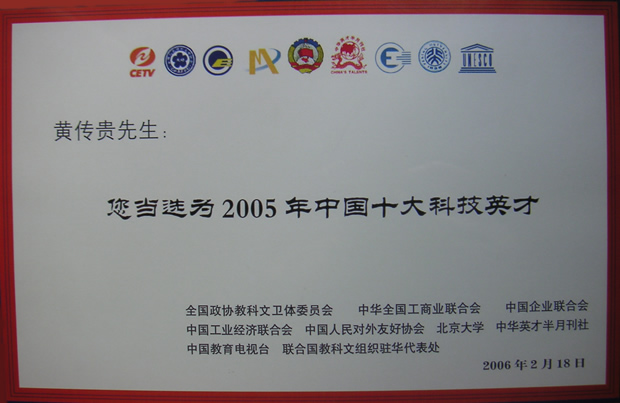 CETV
CHINA'S TALENTS
UNESCO
黄传贵先生：
您当选为2005年中国十大科技英才
全国政协教科文卫体委员会 中华全国工商业联合会 中国企业联合会
中国工业经济联合会 中国人民对外友好协会 北京大学 中华英才半月刊社
中国教育电视台 联合国教科文组织驻华代表处
2006年2月18日